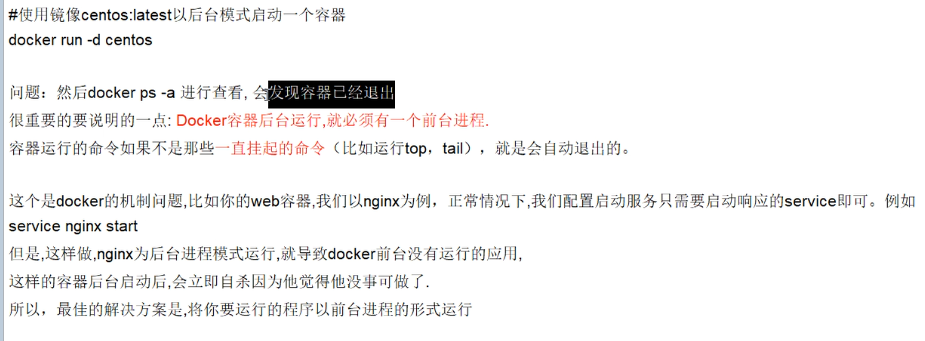 #使用镜像centos:latest以后台模式启动一个容器
docker run -d centos
问题：然后docker ps -a 进行查看, 会发现容器已经退出
很重要的要说明的一点: Docker容器后台运行,就必须有一个前台进程.
容器运行的命令如果不是那些一直挂起的命令（比如运行top，tail），就是会自动退出的。
这个是docker的机制问题,比如你的web容器,我们以nginx为例，正常情况下,我们配置启动服务只需要启动响应的service即可。例如
service nginx start
但是,这样做,nginx为后台进程模式运行,就导致docker前台没有运行的应用,
这样的容器后台启动后,会立即自杀因为他觉得他没事可做了.
所以，最佳的解决方案是,将你要运行的程序以前台进程的形式运行